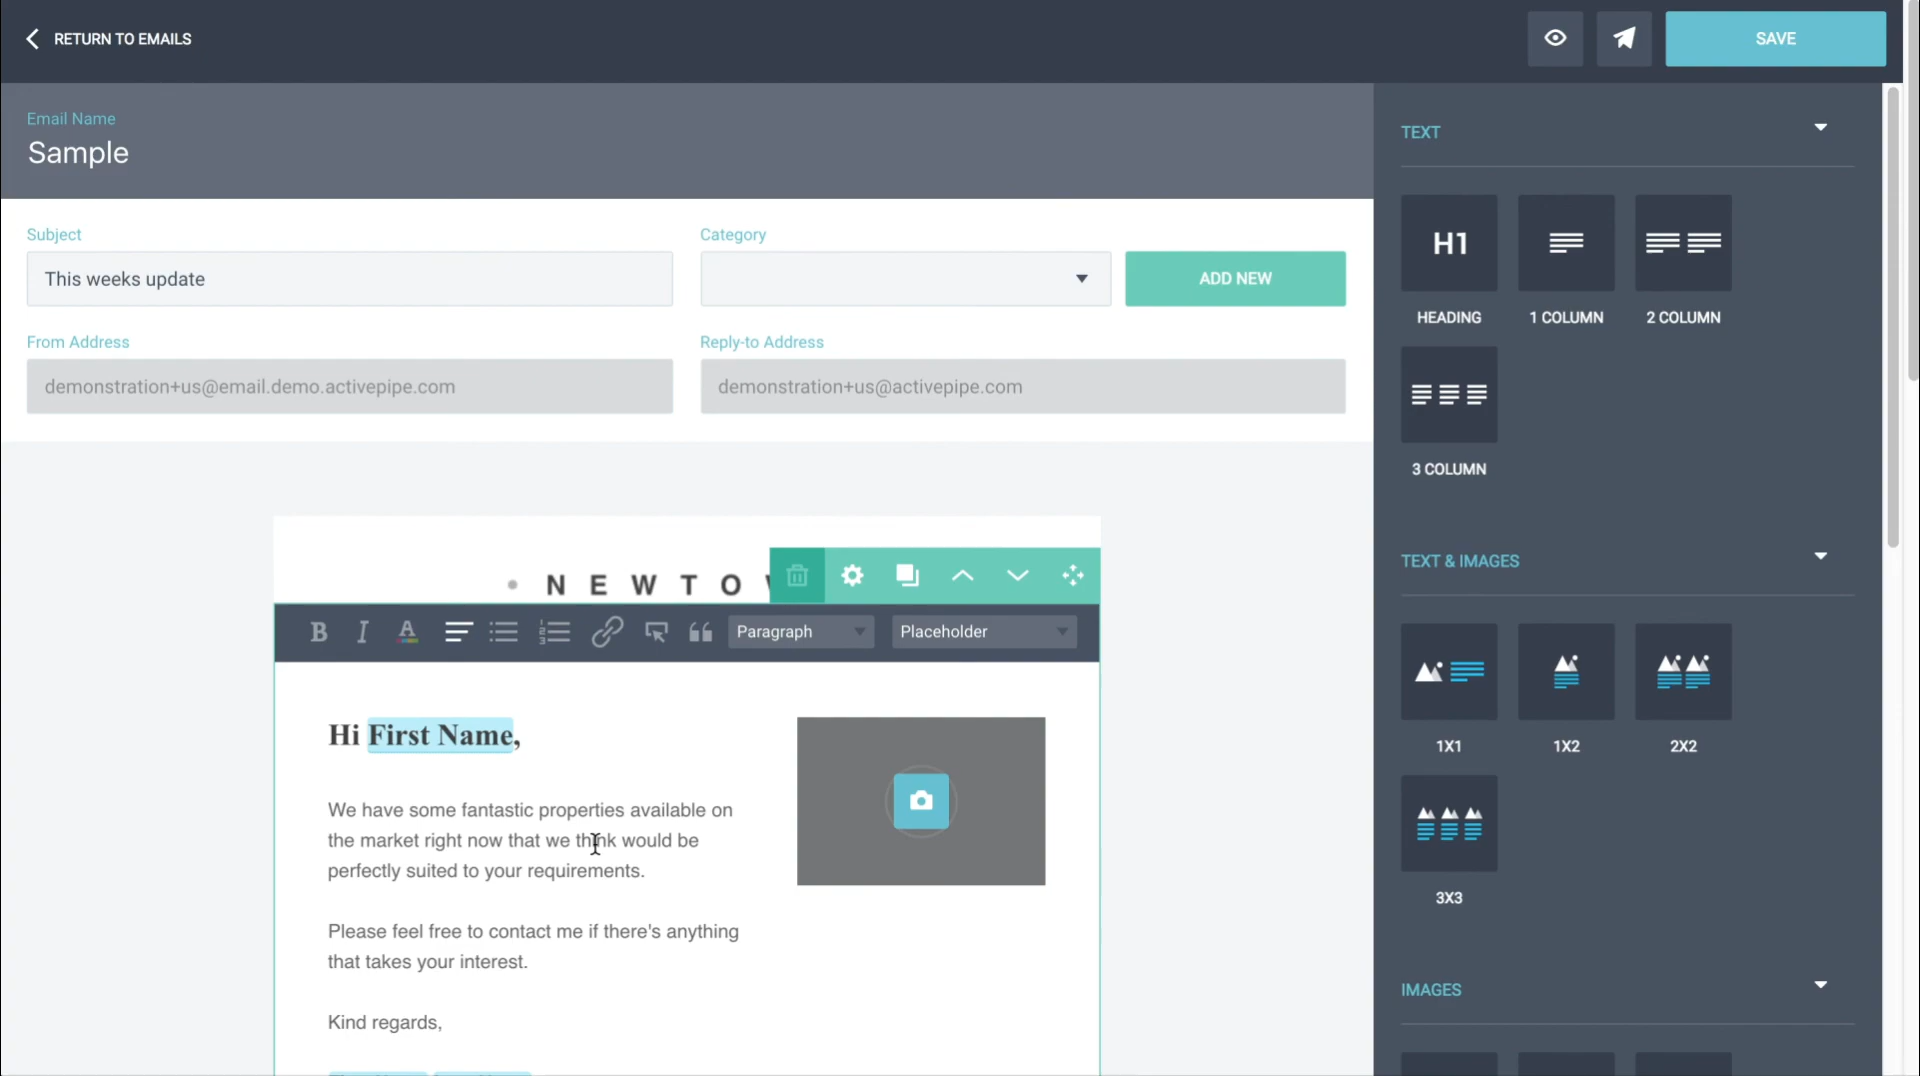 RETURN TO EMAILS
SAVE
Email Name
Sample
Subject
This weeks update
Category
ADD NEW
From Address
demonstration+us@email.demo.activepipe.com
Reply-to Address
demonstration+us@activepipe.com
TEXT
H1
HEADING
1 COLUMN
2 COLUMN
3 COLUMN
TEXT & IMAGES
1X1
1X2
2X2
3X3
IMAGES
• N E W T O
B I A
Paragraph
Placeholder
Hi First Name,
We have some fantastic properties available on
the market right now that we think would be
perfectly suited to your requirements.
Please feel free to contact me if there's anything
that takes your interest.
Kind regards,